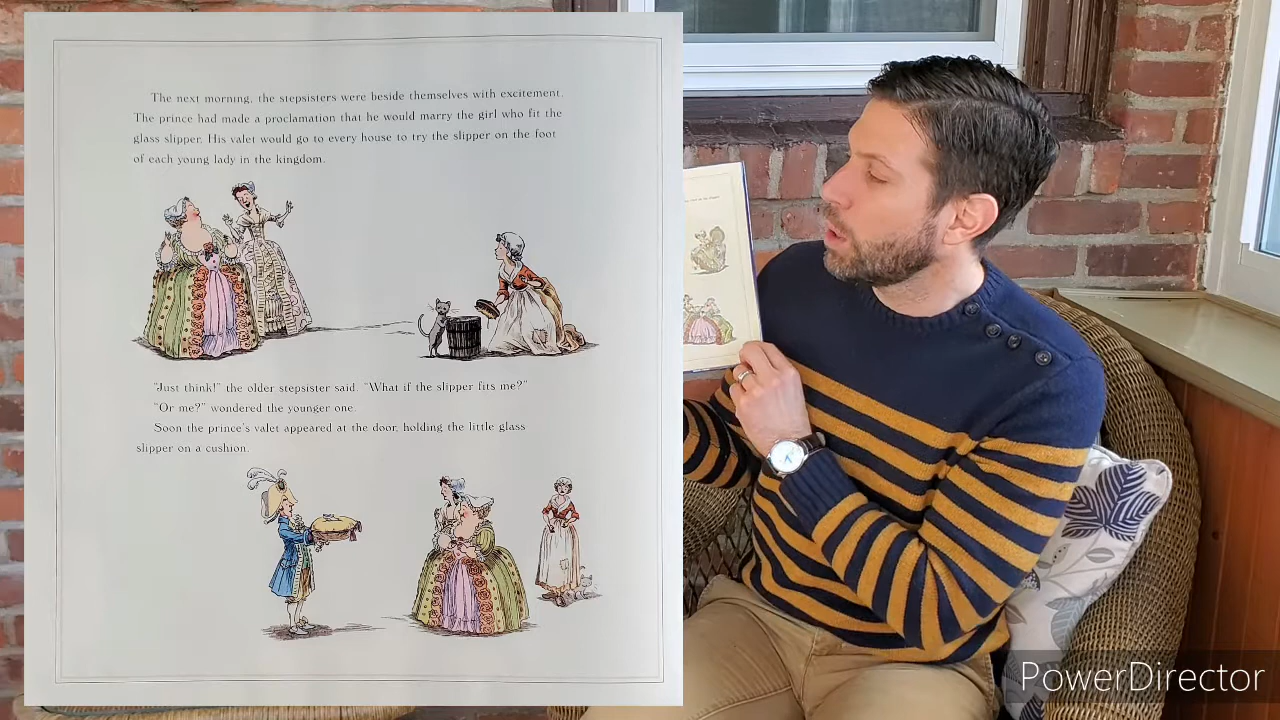 The next morning, the stepsisters were beside themselves with excitement.
The prince had made a proclamation that he would marry the girl who fit the
glass slipper. His valet would go to every house to try the slipper on the foot
of each young lady in the kingdom.
"Just think!" the older stepsister said. "What if the slipper fits me?"
"Or me?" wondered the younger one.
Soon the prince's valet appeared at the door, holding the little glass
slipper on a cushion.
PowerDirector